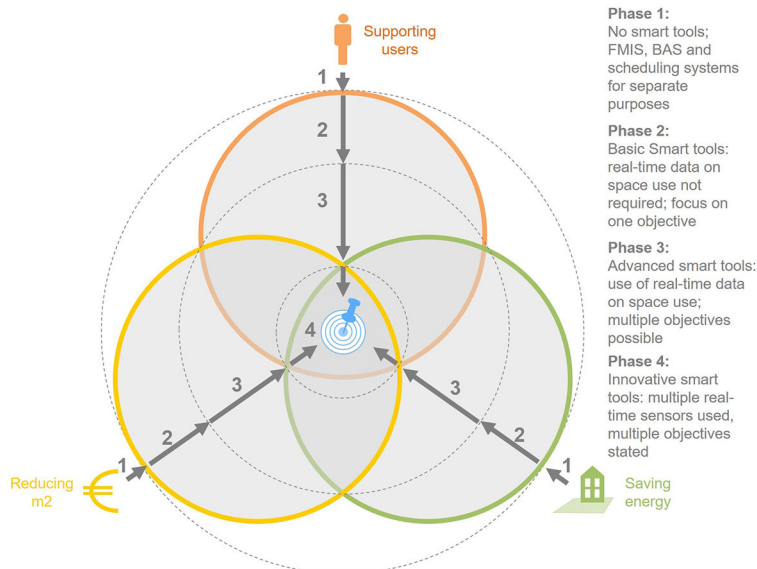 Supporting
users
1
2
3
4
3
2
1
Reducing
m2
3
2
1
Saving
energy
Phase 1:
No smart tools;
FMIS, BAS and
scheduling systems
for separate
purposes
Phase 2:
Basic Smart tools:
real-time data on
space use not
required; focus on
one objective
Phase 3:
Advanced smart tools:
use of real-time data
on space use;
multiple objectives
possible
Phase 4:
Innovative smart
tools: multiple real-
time sensors used,
multiple objectives
stated